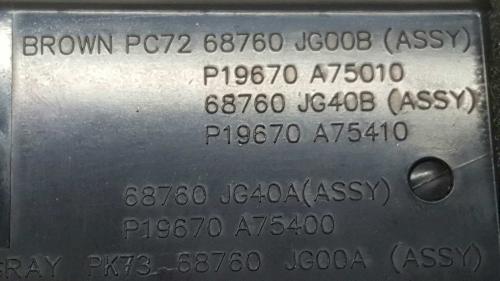 BROWN PC72 68760 JG00B (ASSY)
P19670 A75010
68760 JG40B (ASSY)
P19670 A75410
68760 JG40A(ASSY)
P19670 A75400
GRAY PK73 68760 JG00A (ASSY)